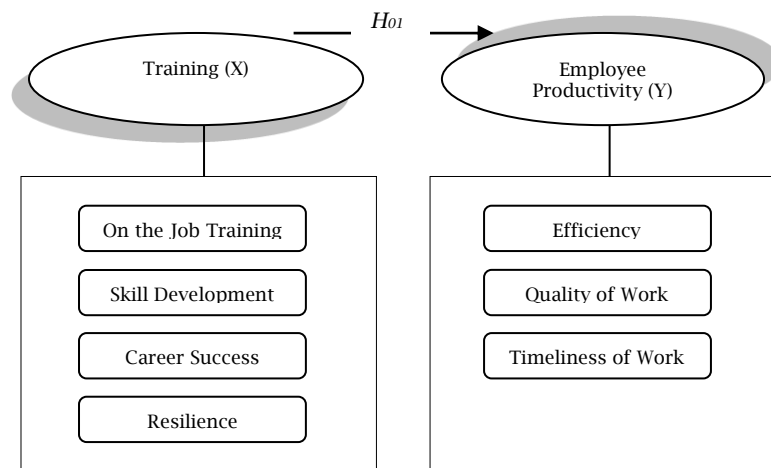 H01
Training (X)
Employee
Productivity (Y)
On the Job Training
Skill Development
Career Success
Resilience
Efficiency
Quality of Work
Timeliness of Work